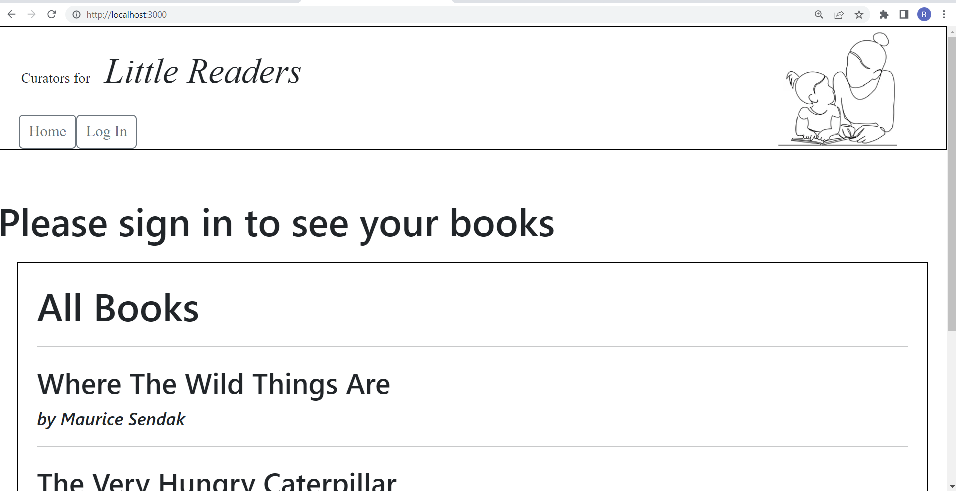 http://localhost:3000
Curators for Little Readers
Home Log In
Please sign in to see your books
All Books
Where The Wild Things Are
by Maurice Sendak
The Very Hungry Caterpillar